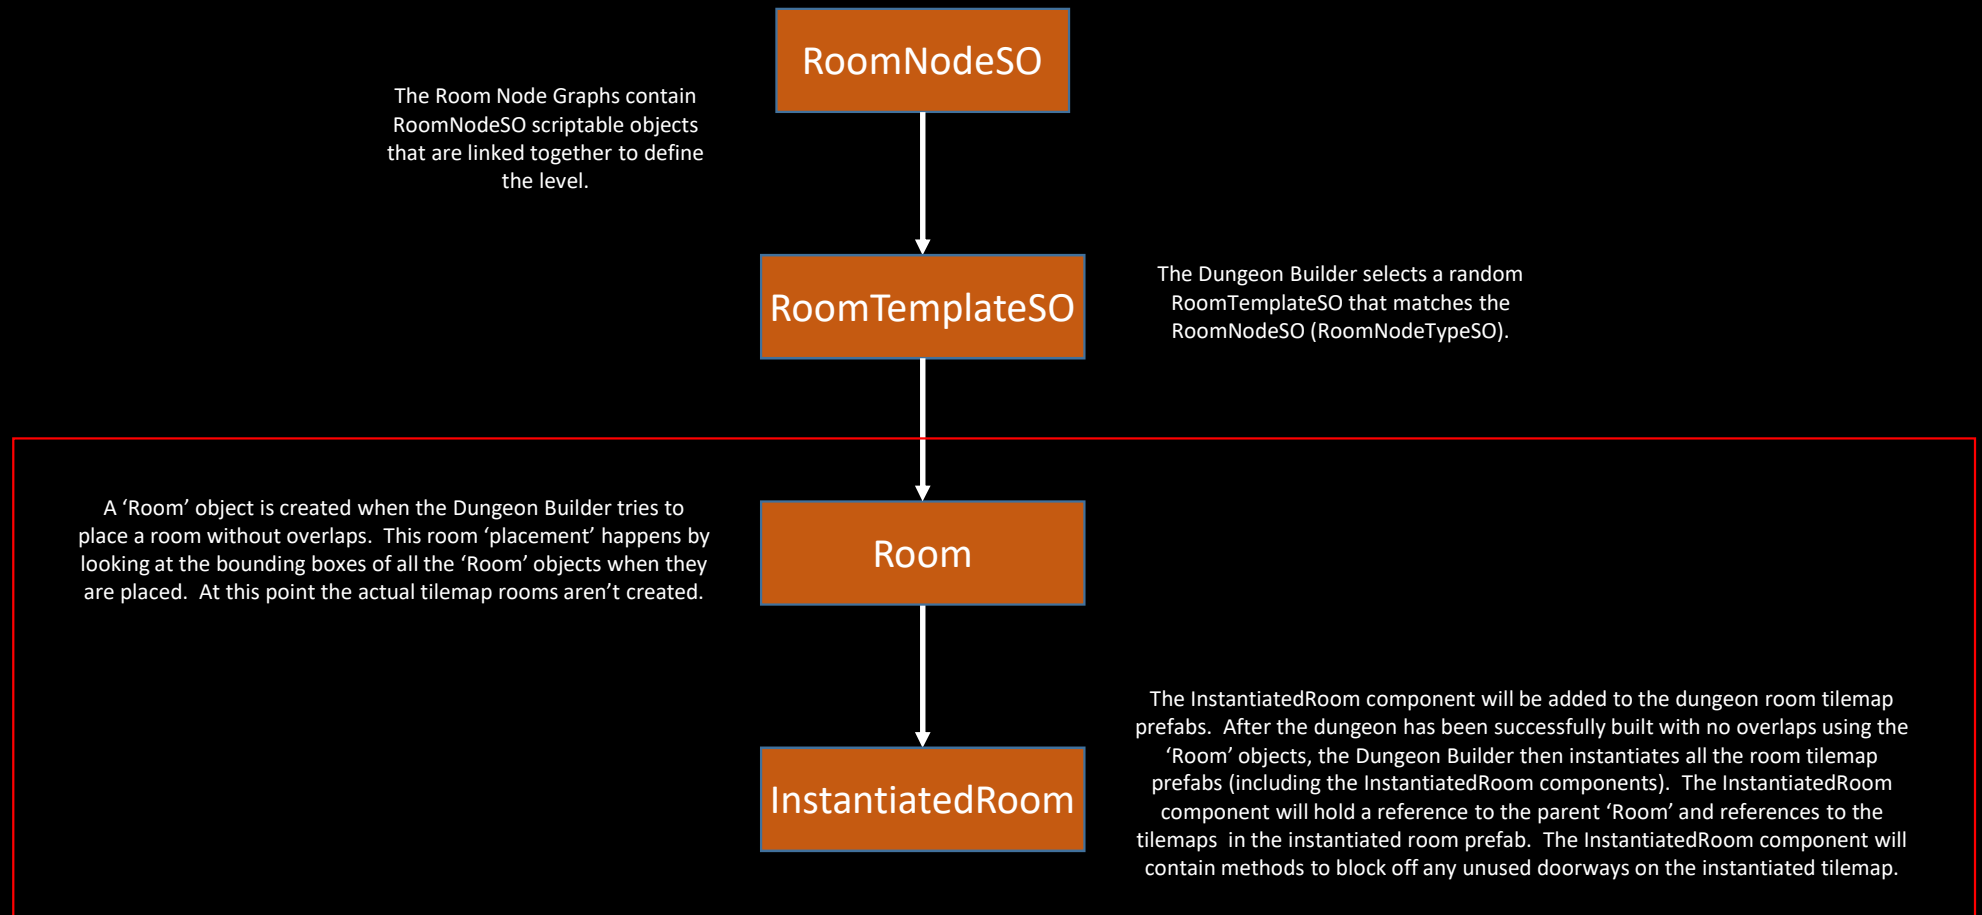 RoomNodeSO
The Room Node Graphs contain
RoomNodeSO scriptable objects
that are linked together to define
the level.
RoomTemplateSO
The Dungeon Builder selects a random
RoomTemplateSO that matches the
RoomNodeSO (RoomNodeTypeSO).
A ‘Room’ object is created when the Dungeon Builder tries to
place a room without overlaps.  This room ‘placement’ happens by
looking at the bounding boxes of all the ‘Room’ objects when they
are placed.  At this point the actual tilemap rooms aren’t created.
Room
InstantiatedRoom
The InstantiatedRoom component will be added to the dungeon room tilemap
prefabs.  After the dungeon has been successfully built with no overlaps using the
‘Room’ objects, the Dungeon Builder then instantiates all the room tilemap
prefabs (including the InstantiatedRoom components).  The InstantiatedRoom
component will hold a reference to the parent ‘Room’ and references to the
tilemaps  in the instantiated room prefab.  The InstantiatedRoom component will
contain methods to block off any unused doorways on the instantiated tilemap.